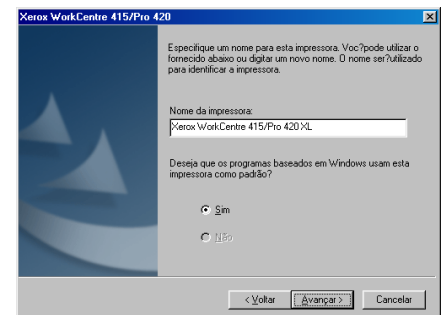 Xerox WorkCentre 415/Pro 420
Especifique um nome para esta impressora. Voc?pode utilizar o
fornecido abaixo ou digitar um novo nome. O nome ser?utilizado
para identificar a impressora.
Nome da impressora:
Xerox WorkCentre 415/Pro 420 XL
Deseja que os programas baseados em Windows usam esta
impressora como padrão?
Sim
Não
< Voltar
Avançar >
Cancelar